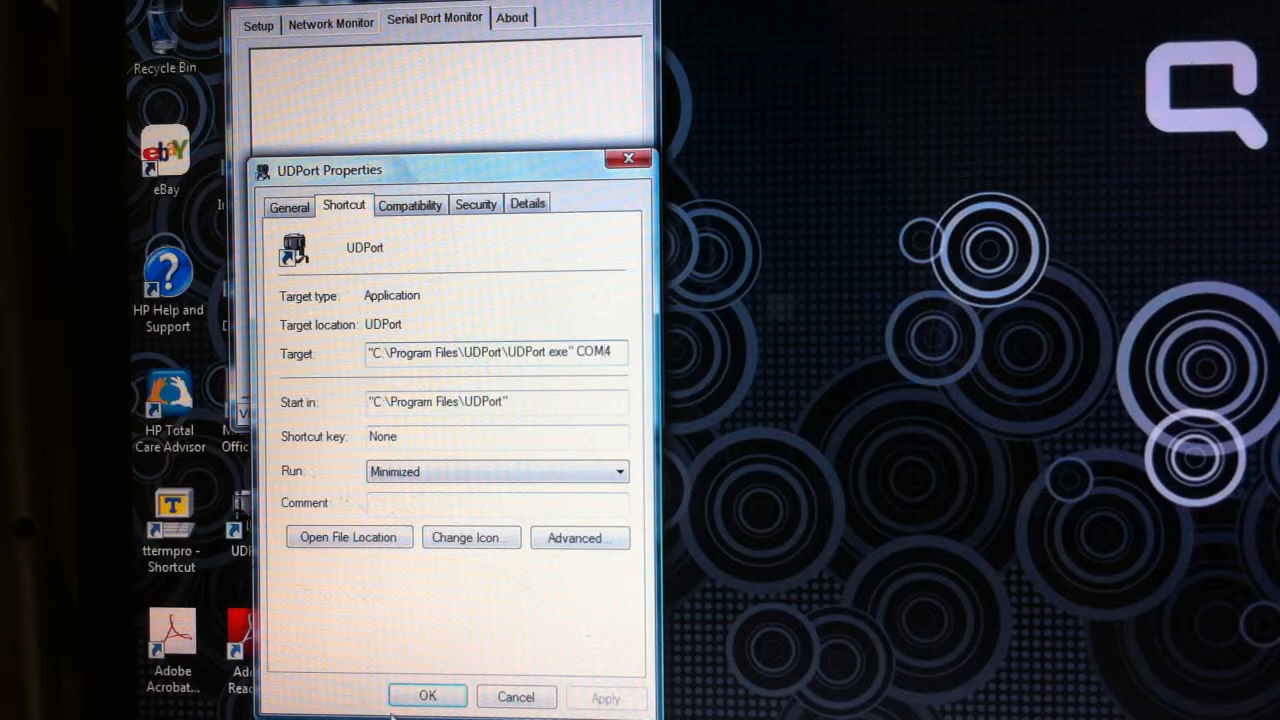 Setup
Network Monitor
Serial Port Monitor
About
Recycle Bin
ebaY
eBay
HP Help and
Support
HP Total
Care Advisor
Offic
T
ttermpro -
Shortcut
Adobe
Acrobat...
UDPort Properties
General
Shortcut
Compatibility
Security
Details
UDPort
Target type: Application
Target location: UDPort
Target: "C:\Program Files\UDPort\UDPort.exe" COM4
Start in: "C:\Program Files\UDPort"
Shortcut key: None
Run: Minimized
Comment:
Open File Location
Change Icon...
Advanced...
OK
Cancel
Apply